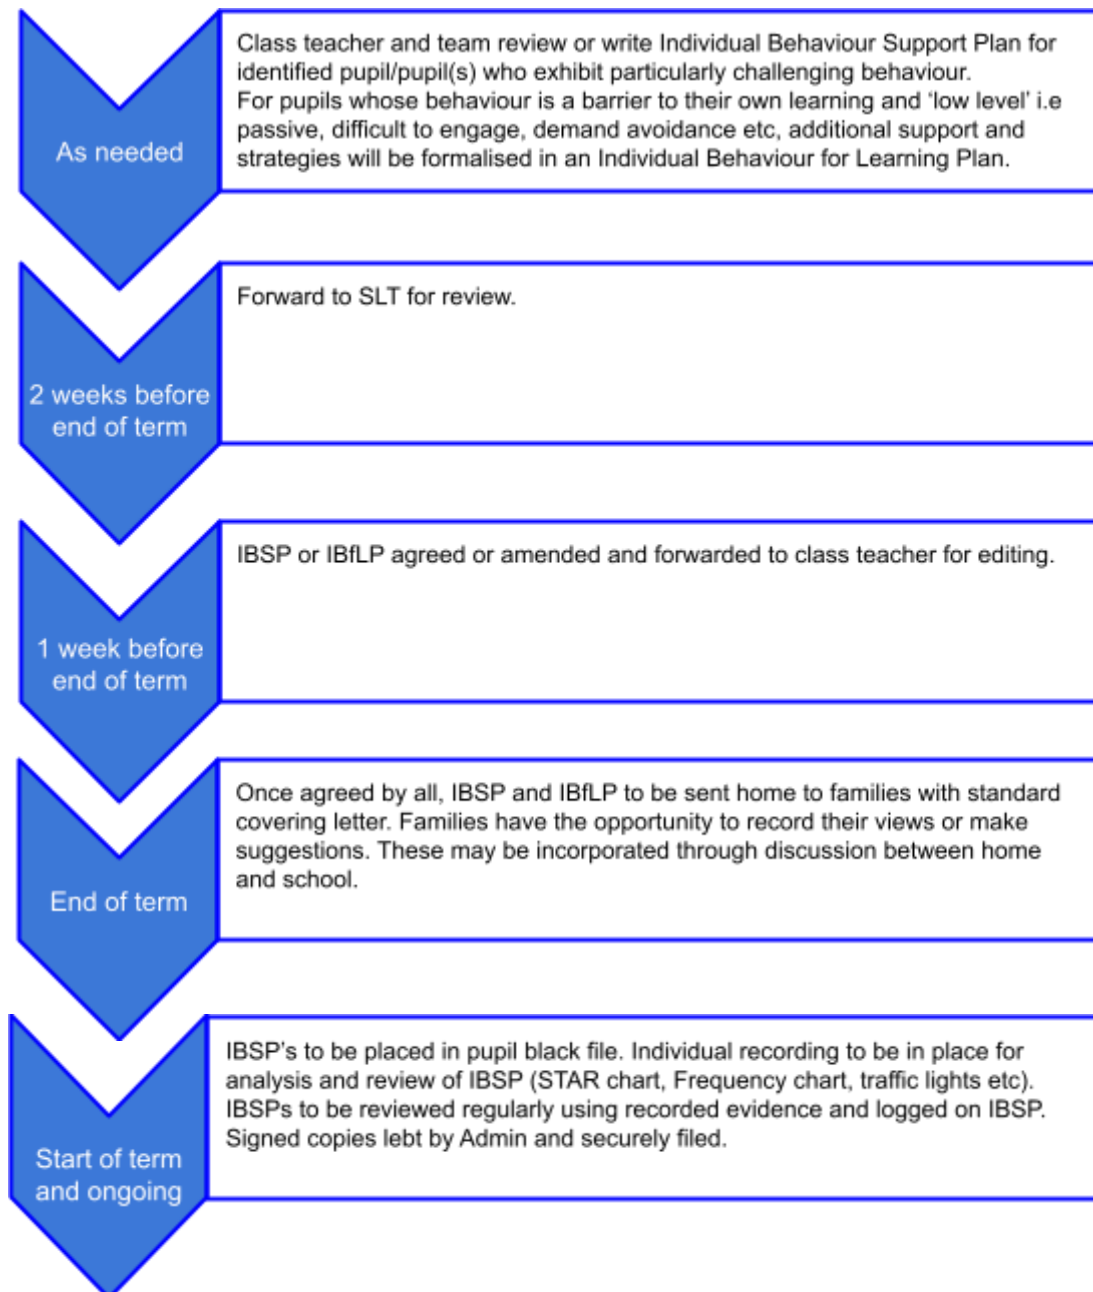 As needed
Class teacher and team review or write Individual Behaviour Support Plan for
identified pupil/pupil(s) who exhibit particularly challenging behaviour.
For pupils whose behaviour is a barrier to their own learning and ‘low level’ i.e
passive, difficult to engage, demand avoidance etc, additional support and
strategies will be formalised in an Individual Behaviour for Learning Plan.
2 weeks before
end of term
Forward to SLT for review.
1 week before
end of term
IBSP or IBfLP agreed or amended and forwarded to class teacher for editing.
End of term
Once agreed by all, IBSP and IBfLP to be sent home to families with standard
covering letter. Families have the opportunity to record their views or make
suggestions. These may be incorporated through discussion between home
and school.
Start of term
and ongoing
IBSP’s to be placed in pupil black file. Individual recording to be in place for
analysis and review of IBSP (STAR chart, Frequency chart, traffic lights etc).
IBSPs to be reviewed regularly using recorded evidence and logged on IBSP.
Signed copies lebt by Admin and securely filed.